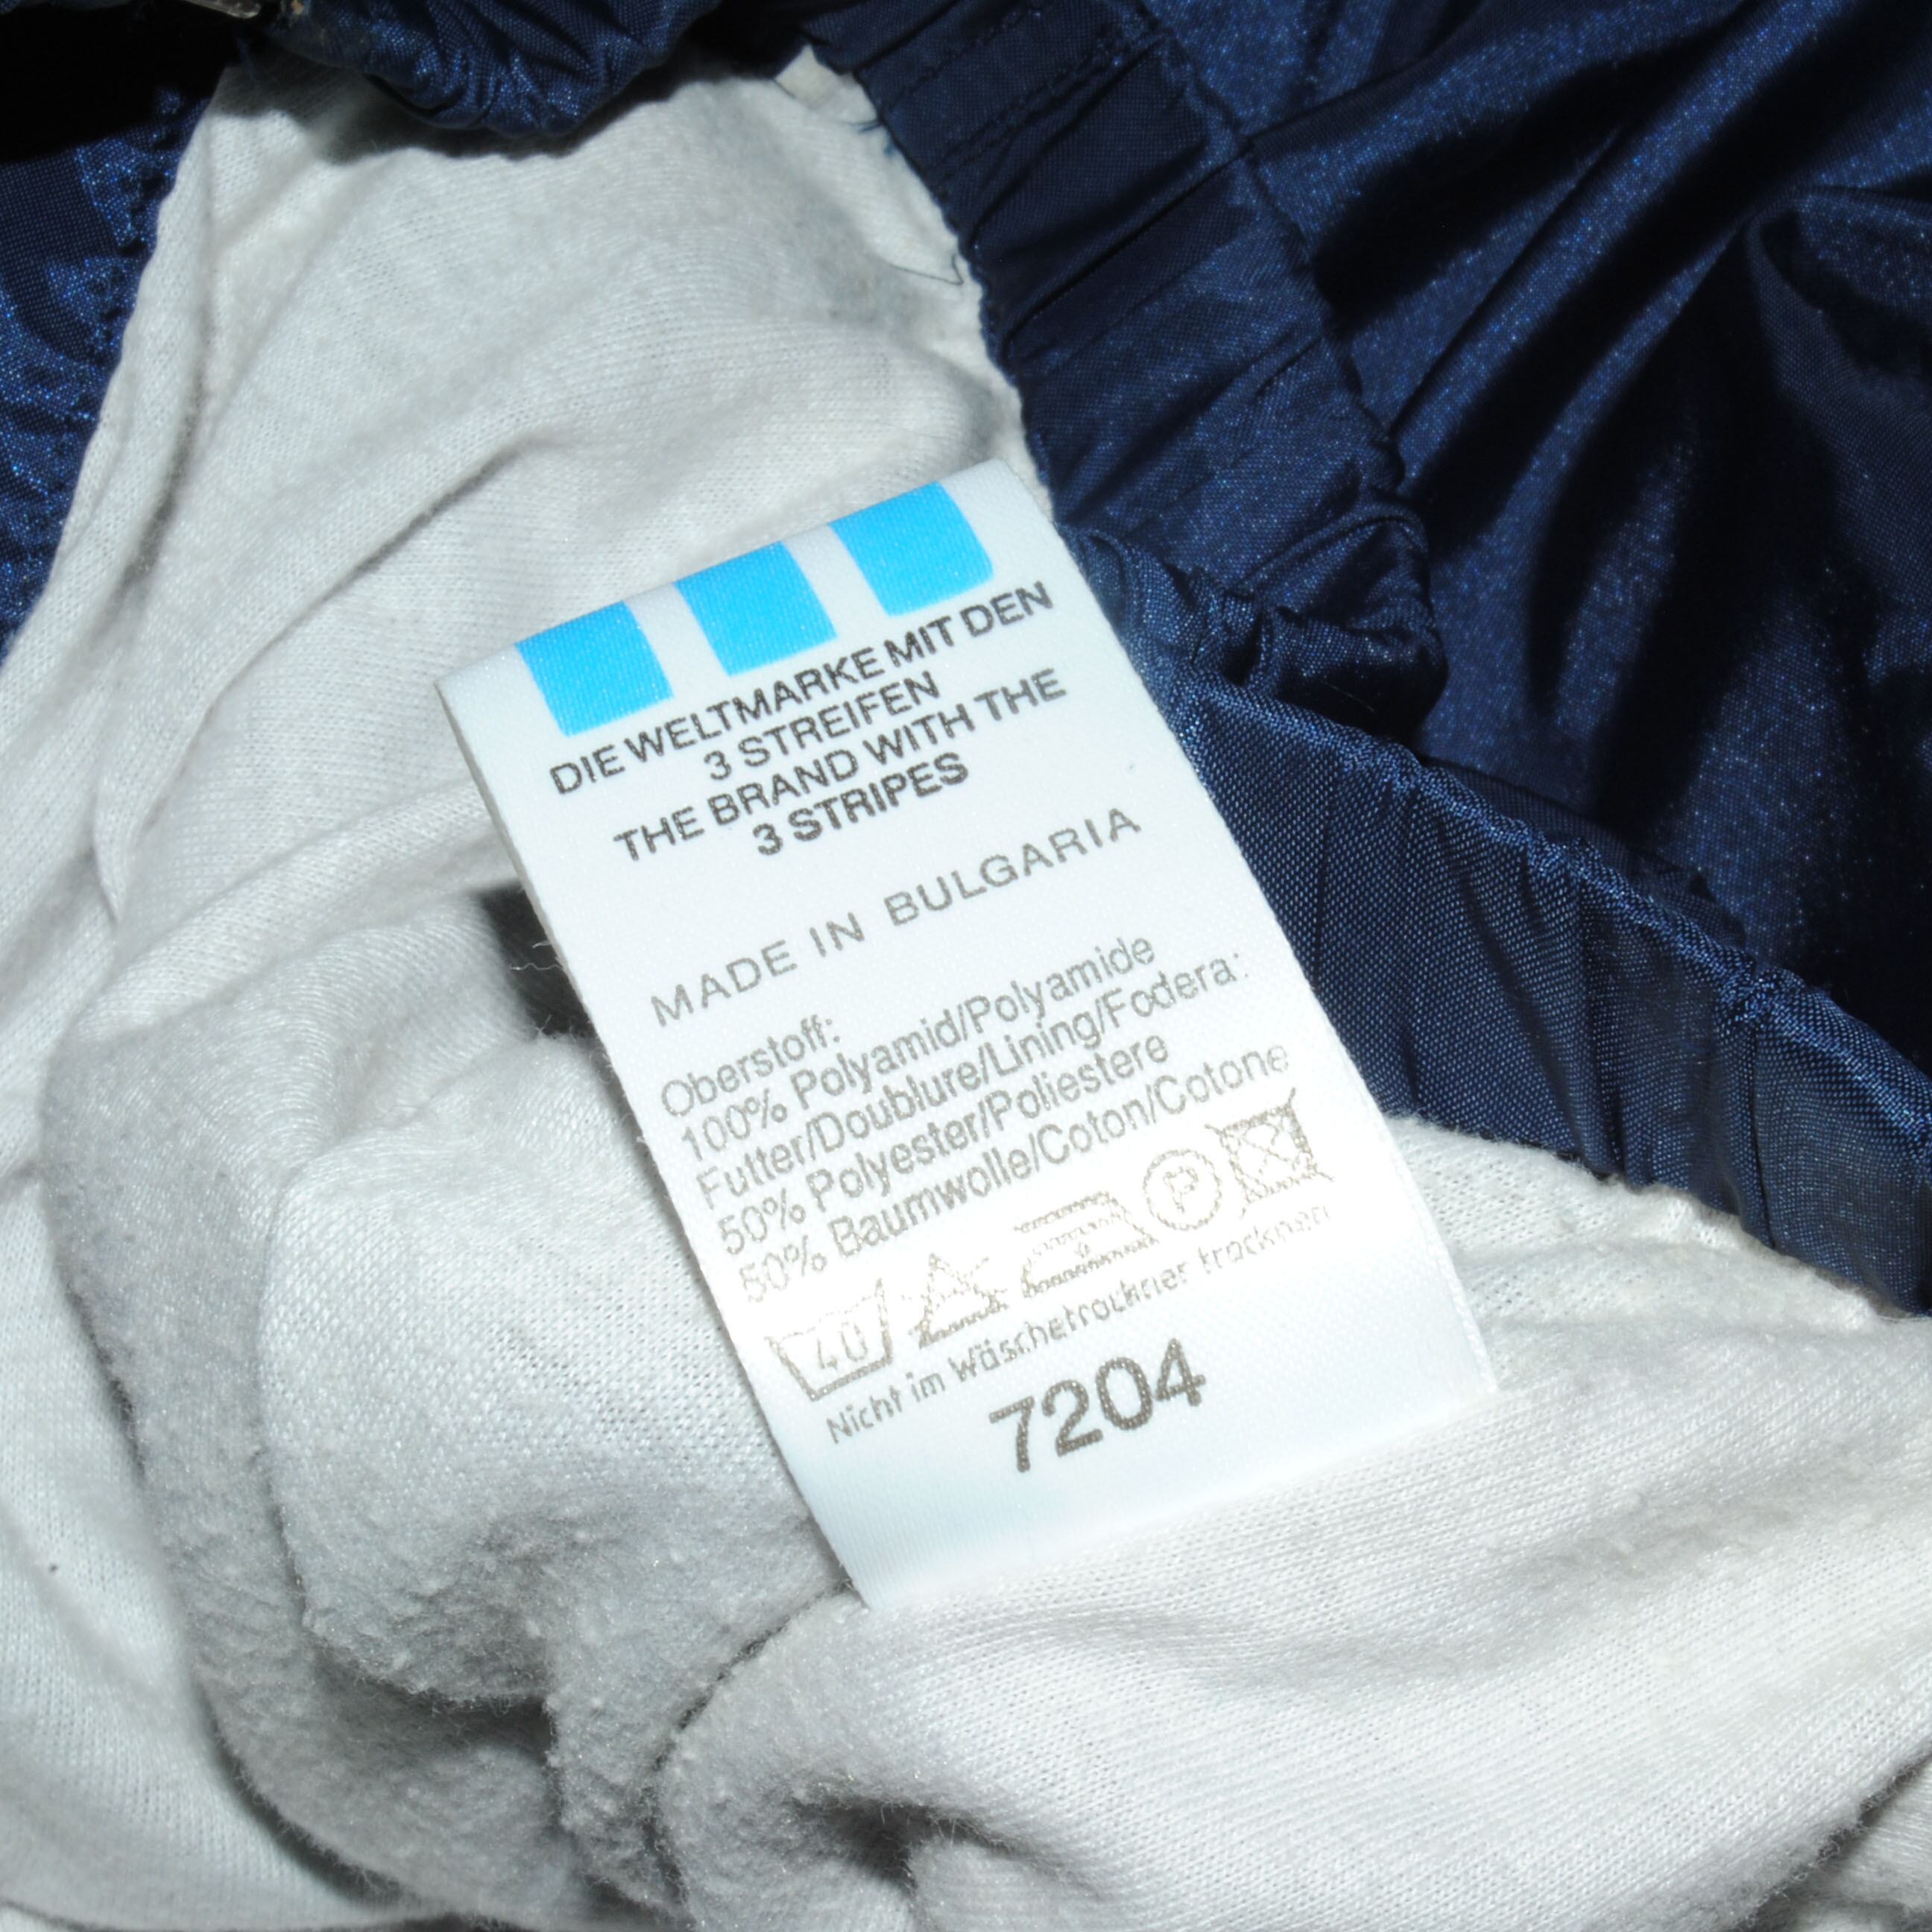 DIE WELTMARKE MIT DEN
3 STREIFEN
THE BRAND WITH THE
3 STRIPES
MADE IN BULGARIA
Oberstoff:
100% Polyamid/Polyamide
Futter/Doublure/Lining/Fodera:
50% Polyester/Poliestere
50% Baumwolle/Coton/Cotone
40 P
Nicht im Wäschetrockner trocknen
7204